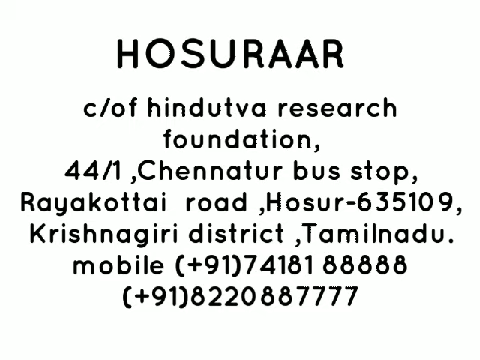 HOSURAAR
c/of hindutva research
foundation,
44/1 ,Chennatur bus stop,
Rayakottai road ,Hosur-635109,
Krishnagiri district ,Tamilnadu.
mobile (+91)74181 88888
(+91)8220887777